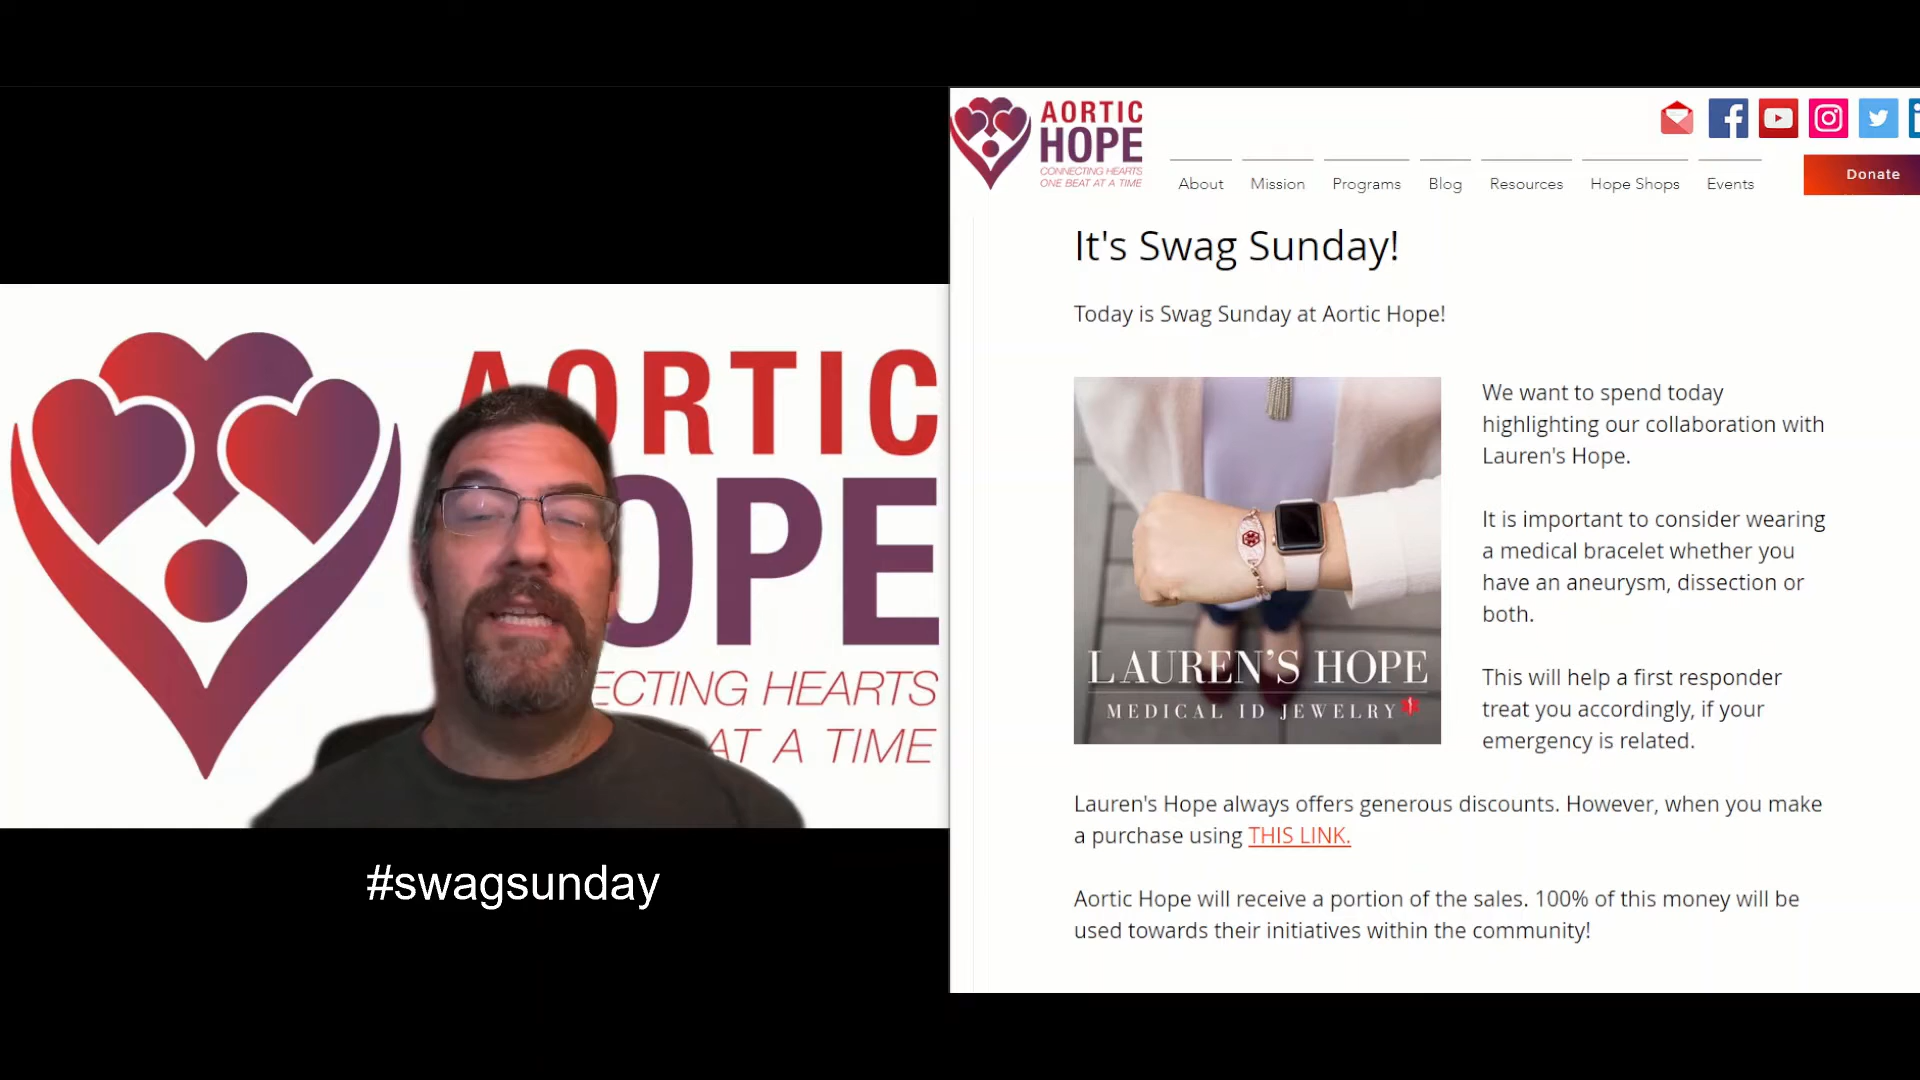 AORTIC
OPE
ECTING HEARTS
AT A TIME
#swagsunday
AORTIC
HOPE
CONNECTING HEARTS
ONE BEAT AT A TIME
About Mission Programs Blog Resources Hope Shops Events Donate
It's Swag Sunday!
Today is Swag Sunday at Aortic Hope!
LAUREN'S HOPE
MEDICAL ID JEWELRY
We want to spend today
highlighting our collaboration with
Lauren's Hope.
It is important to consider wearing
a medical bracelet whether you
have an aneurysm, dissection or
both.
This will help a first responder
treat you accordingly, if your
emergency is related.
Lauren's Hope always offers generous discounts. However, when you make
a purchase using THIS LINK.
Aortic Hope will receive a portion of the sales. 100% of this money will be
used towards their initiatives within the community!